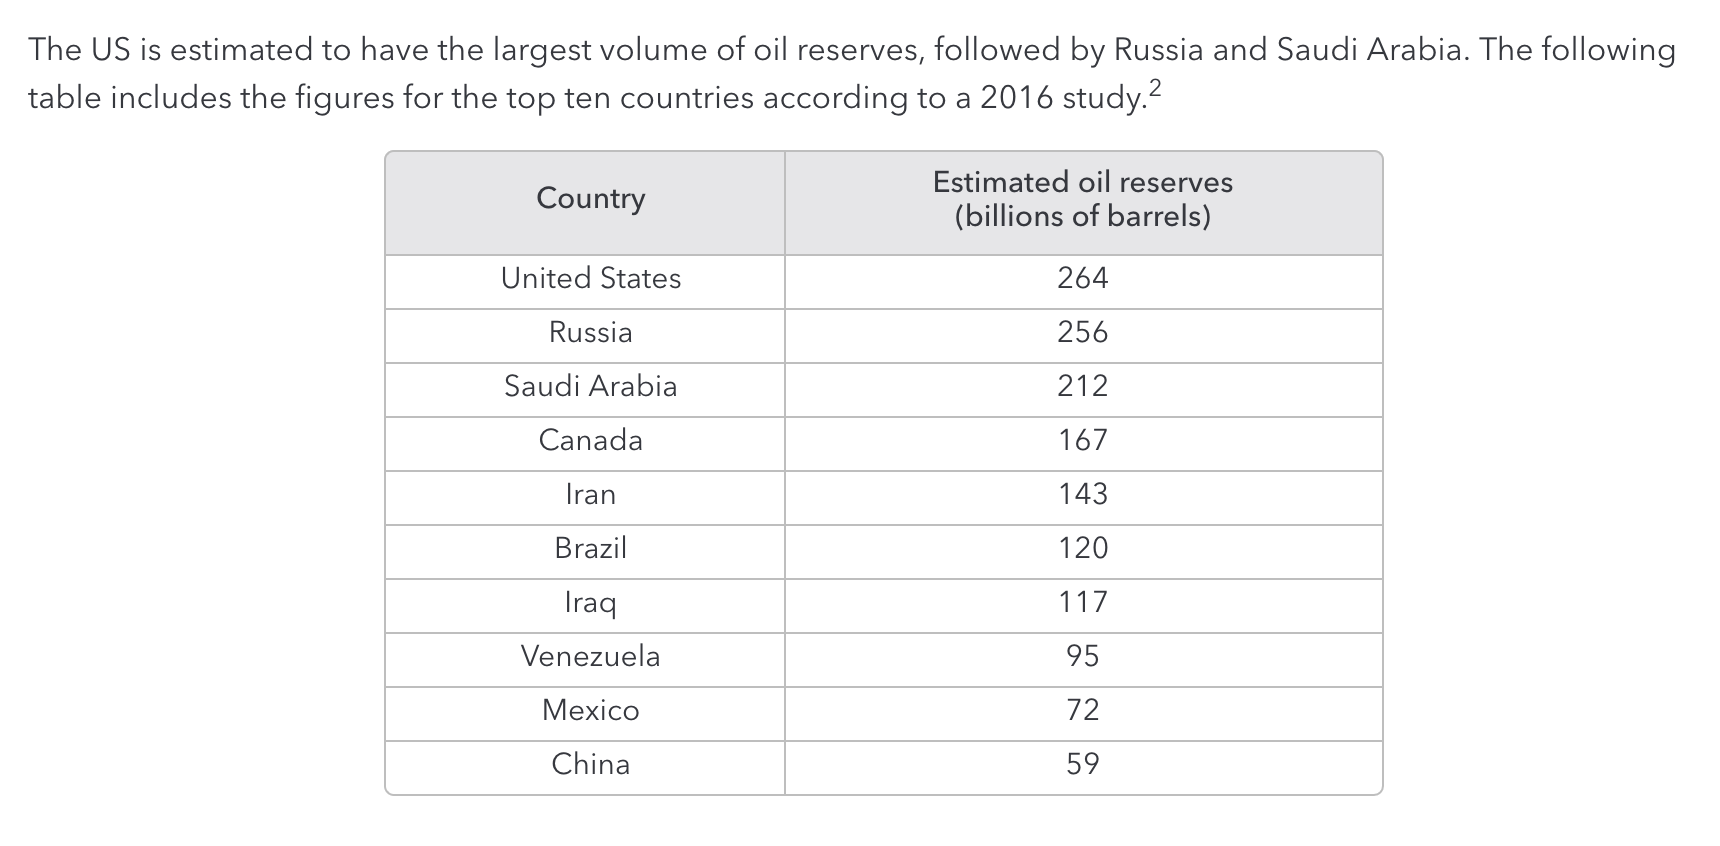 The US is estimated to have the largest volume of oil reserves, followed by Russia and Saudi Arabia. The following
table includes the figures for the top ten countries according to a 2016 study.2
Country
Estimated oil reserves
(billions of barrels)
United States 264
Russia 256
Saudi Arabia 212
Canada 167
Iran 143
Brazil 120
Iraq 117
Venezuela 95
Mexico 72
China 59